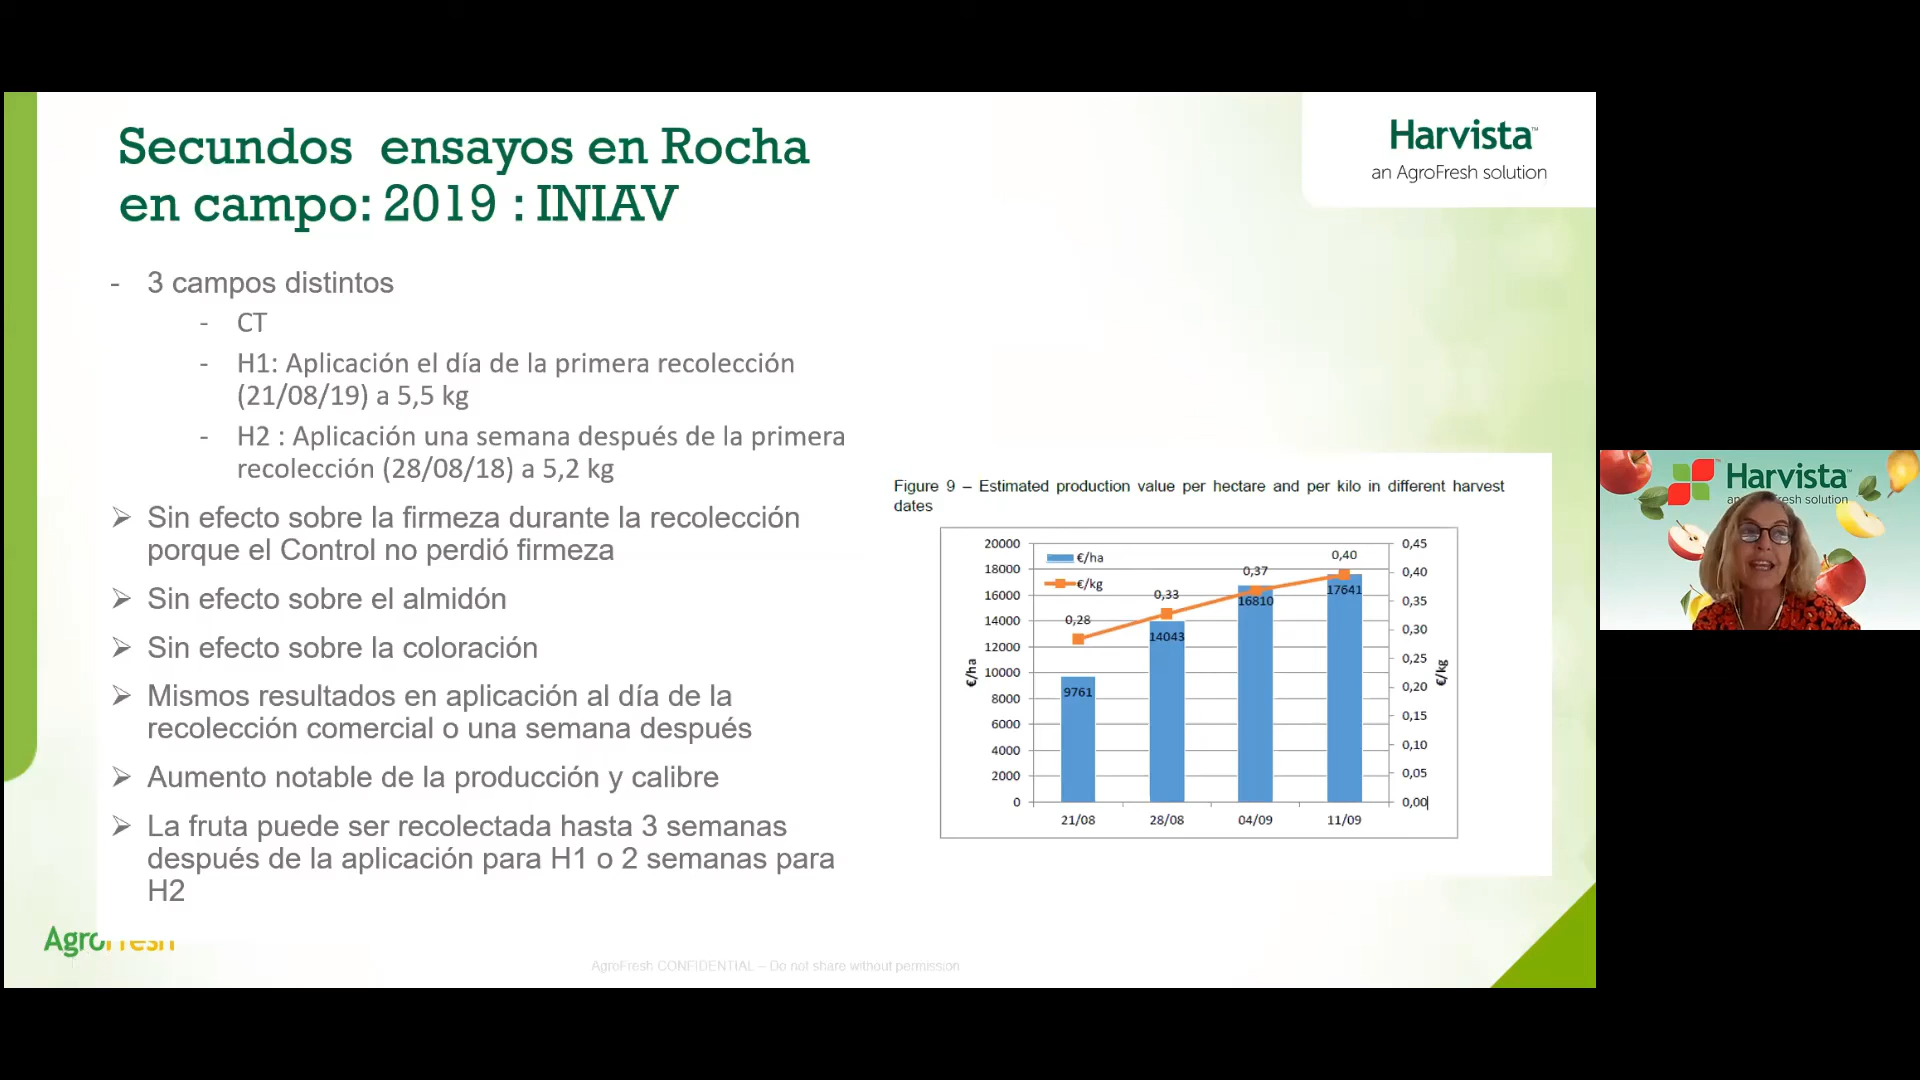 Secundos ensayos en Rocha
en campo: 2019 : INIAV
Harvista™
an AgroFresh solution
- 3 campos distintos
- CT
- H1: Aplicación el día de la primera recolección
(21/08/19) a 5,5 kg
- H2 : Aplicación una semana después de la primera
recolección (28/08/18) a 5,2 kg
➢ Sin efecto sobre la firmeza durante la recolección
porque el Control no perdió firmeza
➢ Sin efecto sobre el almidón
➢ Sin efecto sobre la coloración
➢ Mismos resultados en aplicación al día de la
recolección comercial o una semana después
➢ Aumento notable de la producción y calibre
➢ La fruta puede ser recolectada hasta 3 semanas
después de la aplicación para H1 o 2 semanas para
H2
Figure 9 – Estimated production value per hectare and per kilo in different harvest
dates
€/ha
€/kg
20000
18000
16000
14000
12000
10000
8000
6000
4000
2000
0
€/ha
0,28
0,33
0,37
0,40
9761
14043
16810
17641
0,45
0,40
0,35
0,30
0,25
0,20
0,15
0,10
0,05
0,00
€/kg
21/08
28/08
04/09
11/09
AgroFresh
AgroFresh CONFIDENTIAL – Do not share without permission
Harvista™
an fresh solution